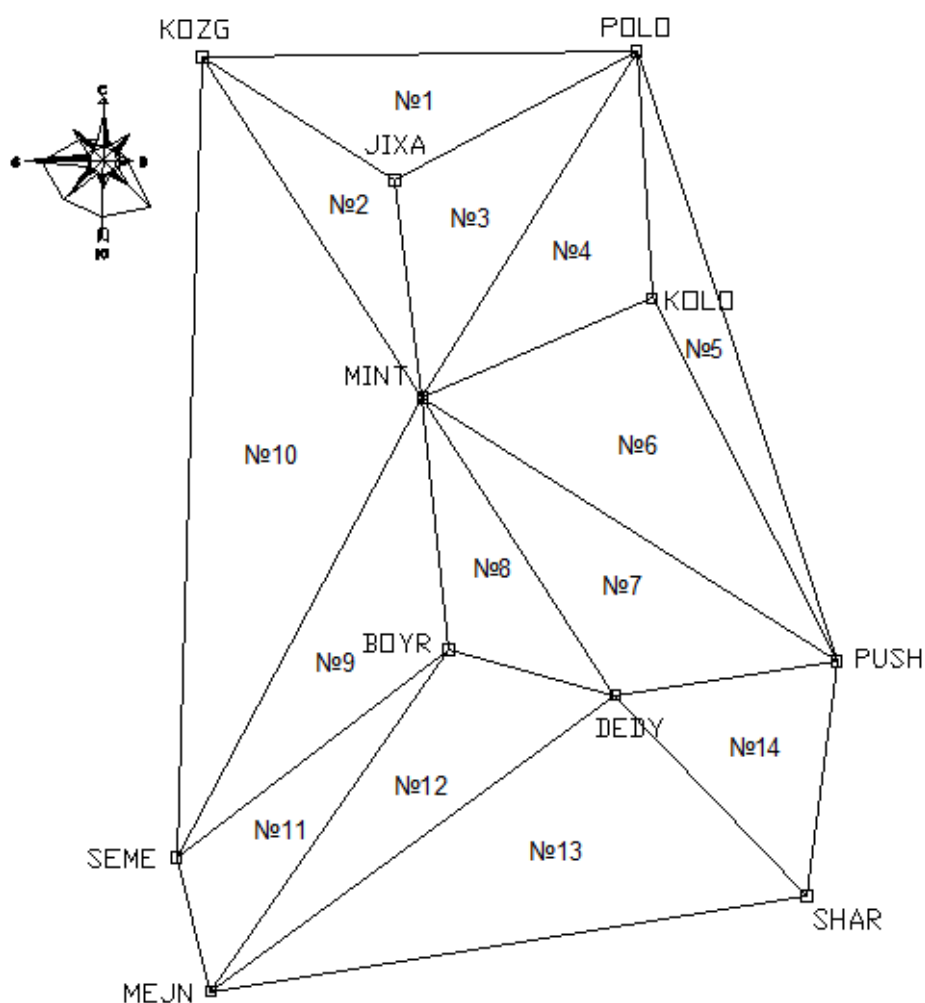 KOZG
POLO
№1
С
JIXA
№2
№3
№4
KOLO
№5
MINT
№6
№10
№8
№7
BOYR
№9
PUSH
DEDY
№14
№12
№11
№13
SEME
SHAR
MEJN